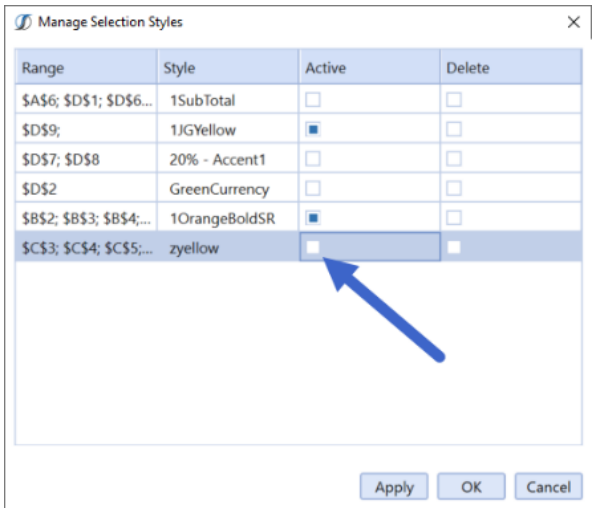 Manage Selection Styles
Range Style Active Delete
$A$6; $D$1; $D$6... 1SubTotal
$D$9; 1JGYellow
$D$7; $D$8 20% - Accent1
$D$2 GreenCurrency
$B$2; $B$3; $B$4;... 1OrangeBoldSR
$C$3; $C$4; $C$5;... zyellow
Apply OK Cancel